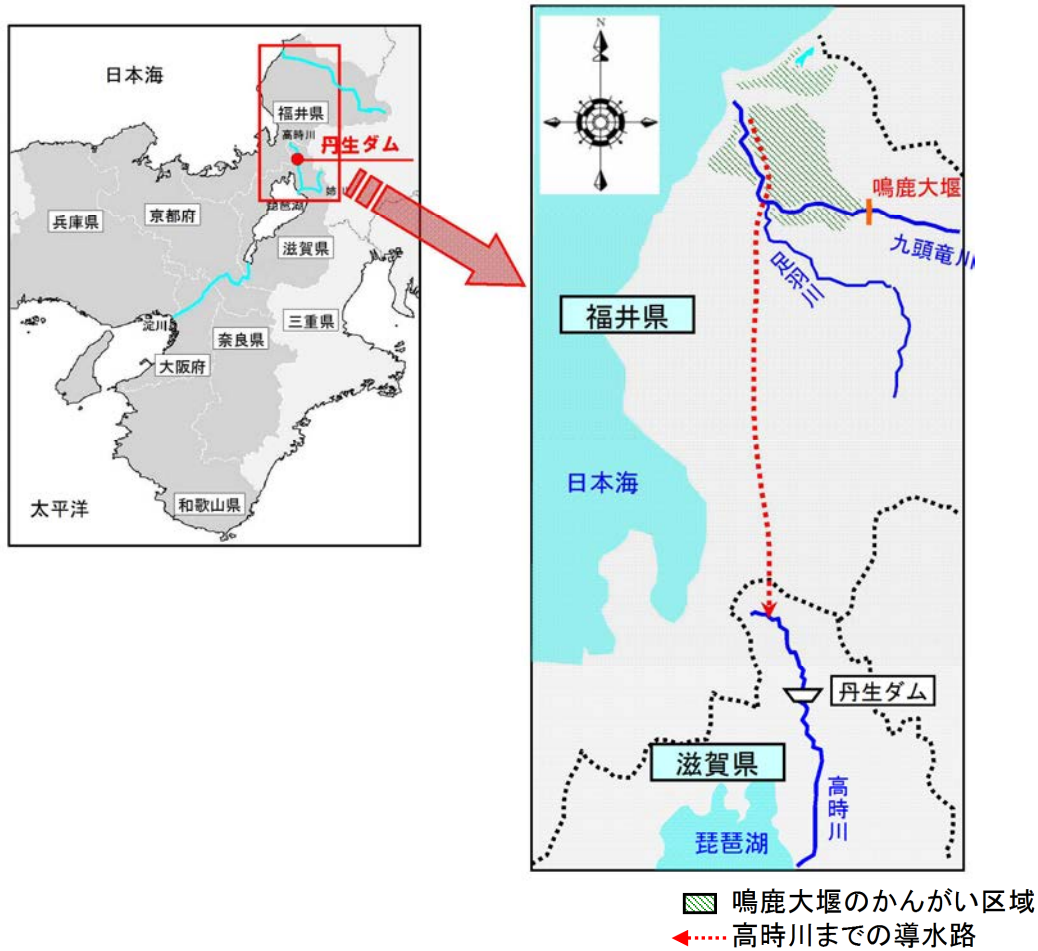 日本海
福井県
高時川
丹生ダム
姉川
琵琶湖
兵庫県
京都府
滋賀県
三重県
淀川
奈良県
大阪府
和歌山県
太平洋
N
鳴鹿大堰
九頭竜川
足羽川
福井県
日本海
丹生ダム
滋賀県
高時川
琵琶湖
鳴鹿大堰のかんがい区域
高時川までの導水路